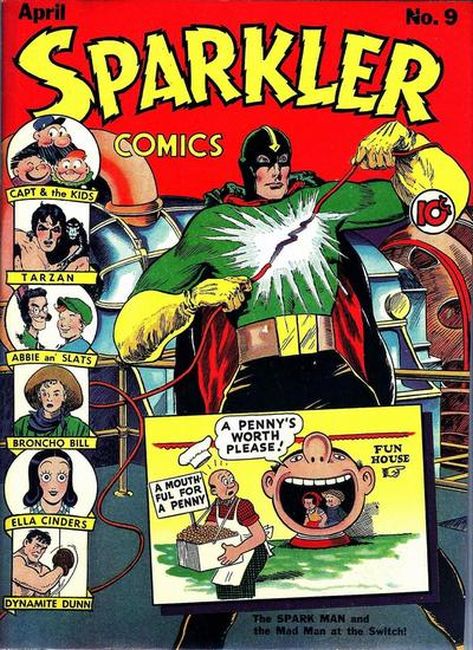 April
No. 9
SPARKLER
COMICS
10¢
CAPT & the KIDS
TARZAN
ABBIE an' SLATS
BRONCHO BILL
ELLA CINDERS
DYNAMITE DUNN
A PENNY'S
WORTH
PLEASE!
FUN
HOUSE
A MOUTH-
FUL FOR
A PENNY
The SPARK MAN and
the Mad Man at the Switch!